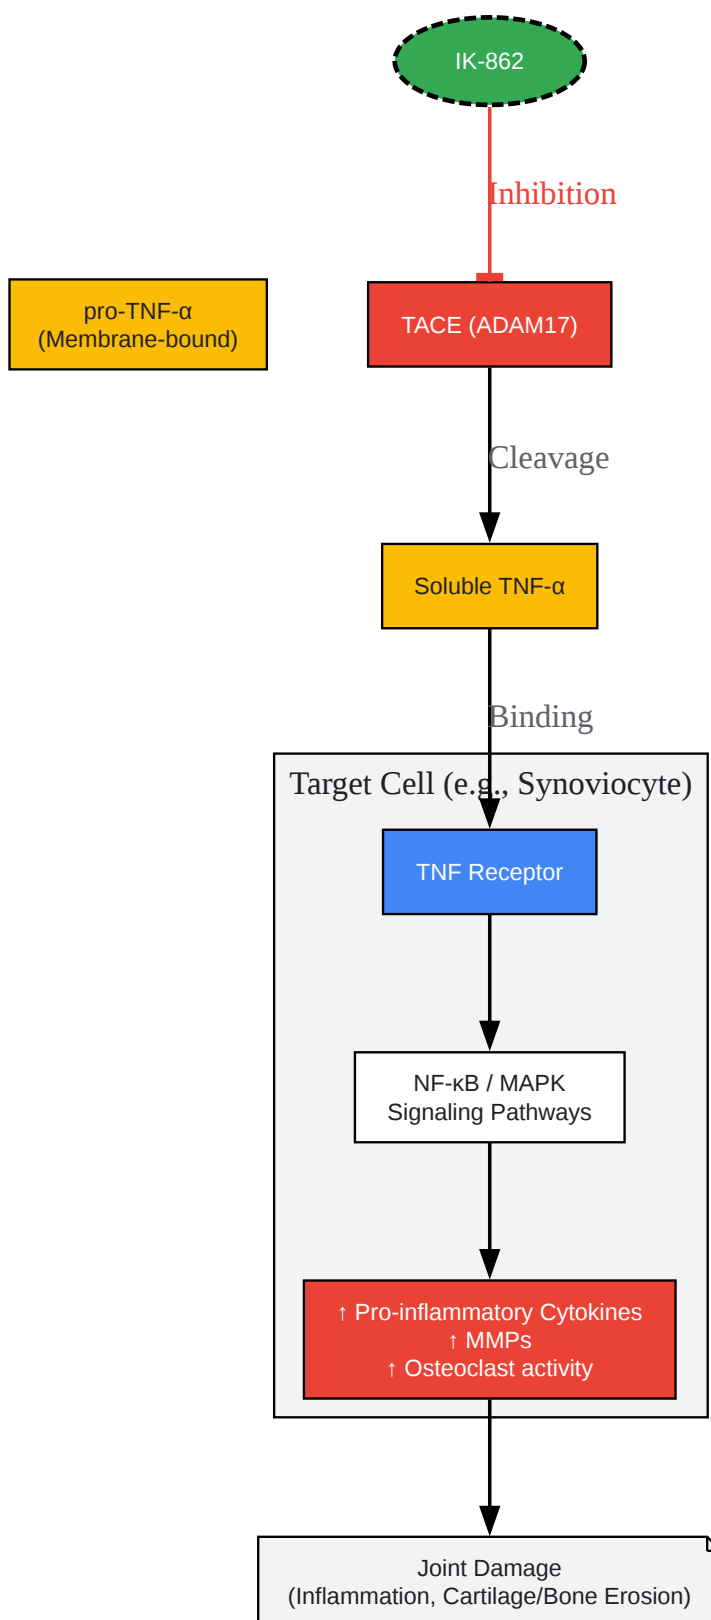 IK-862
Inhibition
pro-TNF-α
(Membrane-bound)
TACE (ADAM17)
Cleavage
Soluble TNF-α
Binding
Target Cell (e.g., Synoviocyte)
TNF Receptor
NF-κB / MAPK
Signaling Pathways
↑ Pro-inflammatory Cytokines
↑ MMPs
↑ Osteoclast activity
Joint Damage
(Inflammation, Cartilage/Bone Erosion)